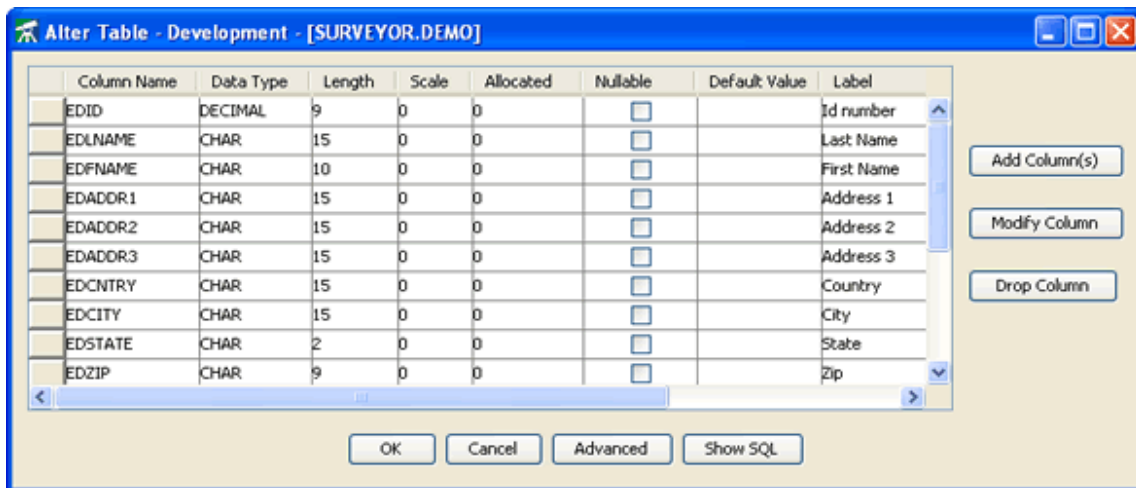 Alter Table - Development - [SURVEYOR.DEMO]
Column Name Data Type Length Scale Allocated Nullable Default Value Label
EDID DECIMAL 9 0 0 Id number
EDLNAME CHAR 15 0 0 Last Name
EDFNAME CHAR 10 0 0 First Name
EDADDR1 CHAR 15 0 0 Address 1
EDADDR2 CHAR 15 0 0 Address 2
EDADDR3 CHAR 15 0 0 Address 3
EDCNTRY CHAR 15 0 0 Country
EDCITY CHAR 15 0 0 City
EDSTATE CHAR 2 0 0 State
EDZIP CHAR 9 0 0 Zip
Add Column(s)
Modify Column
Drop Column
OK Cancel Advanced Show SQL